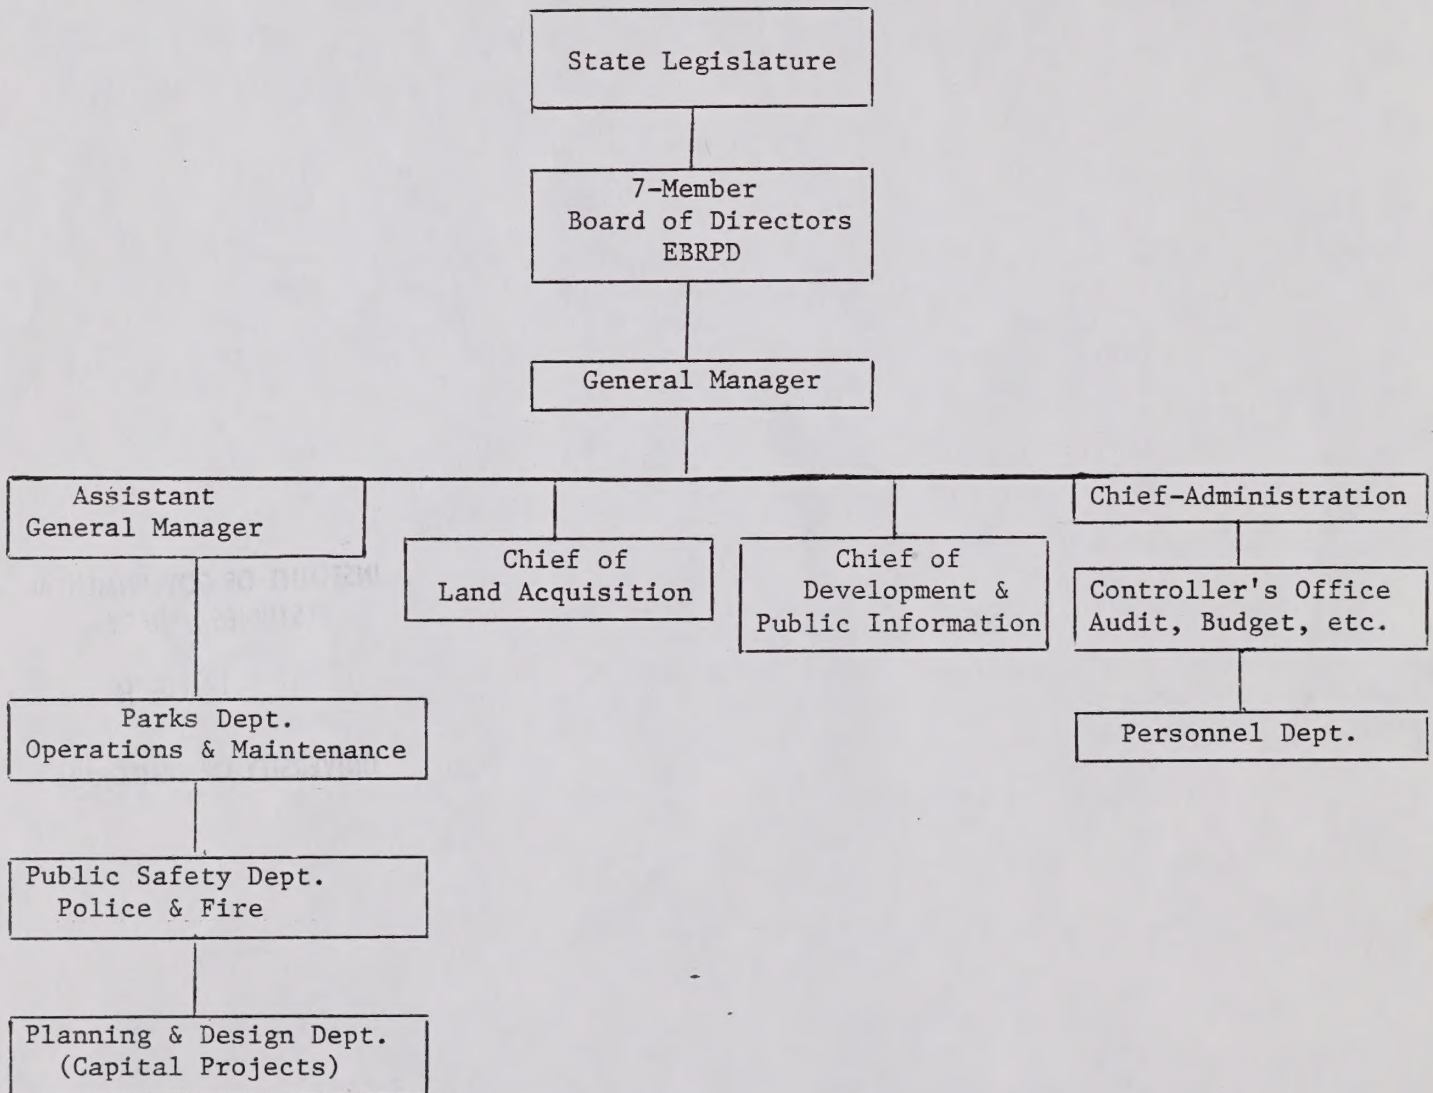 State Legislature
7-Member
Board of Directors
EBRPD
General Manager
Assistant
General Manager
Chief of
Land Acquisition
Chief of
Development &
Public Information
Chief-Administration
Controller's Office
Audit, Budget, etc.
Personnel Dept.
Parks Dept.
Operations & Maintenance
Public Safety Dept.
Police & Fire
Planning & Design Dept.
(Capital Projects)